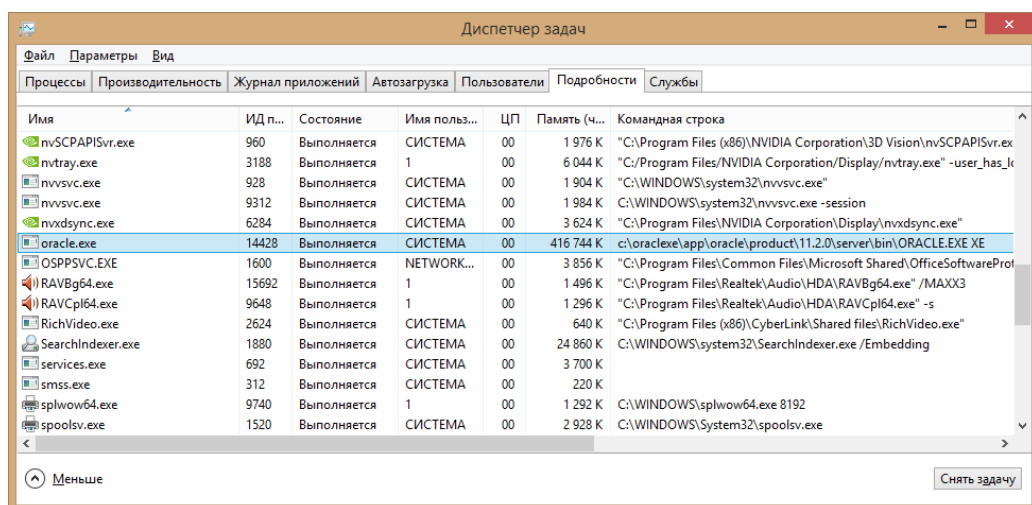 Диспетчер задач
Файл Параметры Вид
Процессы Производительность Журнал приложений Автозагрузка Пользователи Подробности Службы
Имя ИД п... Состояние Имя польз... ЦП Память (ч... Командная строка
nvSCPAPISvr.exe 960 Выполняется СИСТЕМА 00 1 976 K "C:\Program Files (x86)\NVIDIA Corporation\3D Vision\nvSCPAPISvr.ex
nvtray.exe 3188 Выполняется 1 00 6 044 K "C:/Program Files/NVIDIA Corporation/Display/nvtray.exe" -user_has_lo
nvvsvc.exe 928 Выполняется СИСТЕМА 00 1 904 K "C:\WINDOWS\system32\nvvsvc.exe"
nvvsvc.exe 9312 Выполняется СИСТЕМА 00 1 984 K C:\WINDOWS\system32\nvvsvc.exe -session
nvxdsync.exe 6284 Выполняется СИСТЕМА 00 3 624 K "C:\Program Files\NVIDIA Corporation\Display\nvxdsync.exe"
oracle.exe 14428 Выполняется СИСТЕМА 00 416 744 K c:\oraclexe\app\oracle\product\11.2.0\server\bin\ORACLE.EXE XE
OSPPSVC.EXE 1600 Выполняется NETWORK... 00 3 856 K "C:\Program Files\Common Files\Microsoft Shared\OfficeSoftwareProt
RAVBg64.exe 15692 Выполняется 1 00 1 496 K "C:\Program Files\Realtek\Audio\HDA\RAVBg64.exe" /MAXX3
RAVCpl64.exe 9648 Выполняется 1 00 1 296 K "C:\Program Files\Realtek\Audio\HDA\RAVCpl64.exe" -s
RichVideo.exe 2624 Выполняется СИСТЕМА 00 640 K "C:\Program Files (x86)\CyberLink\Shared files\RichVideo.exe"
SearchIndexer.exe 1880 Выполняется СИСТЕМА 00 24 860 K C:\WINDOWS\system32\SearchIndexer.exe /Embedding
services.exe 692 Выполняется СИСТЕМА 00 3 700 K
smss.exe 312 Выполняется СИСТЕМА 00 220 K
splwow64.exe 9740 Выполняется 1 00 1 292 K C:\WINDOWS\splwow64.exe 8192
spoolsv.exe 1520 Выполняется СИСТЕМА 00 2 928 K C:\WINDOWS\System32\spoolsv.exe
Меньше Снять задачу